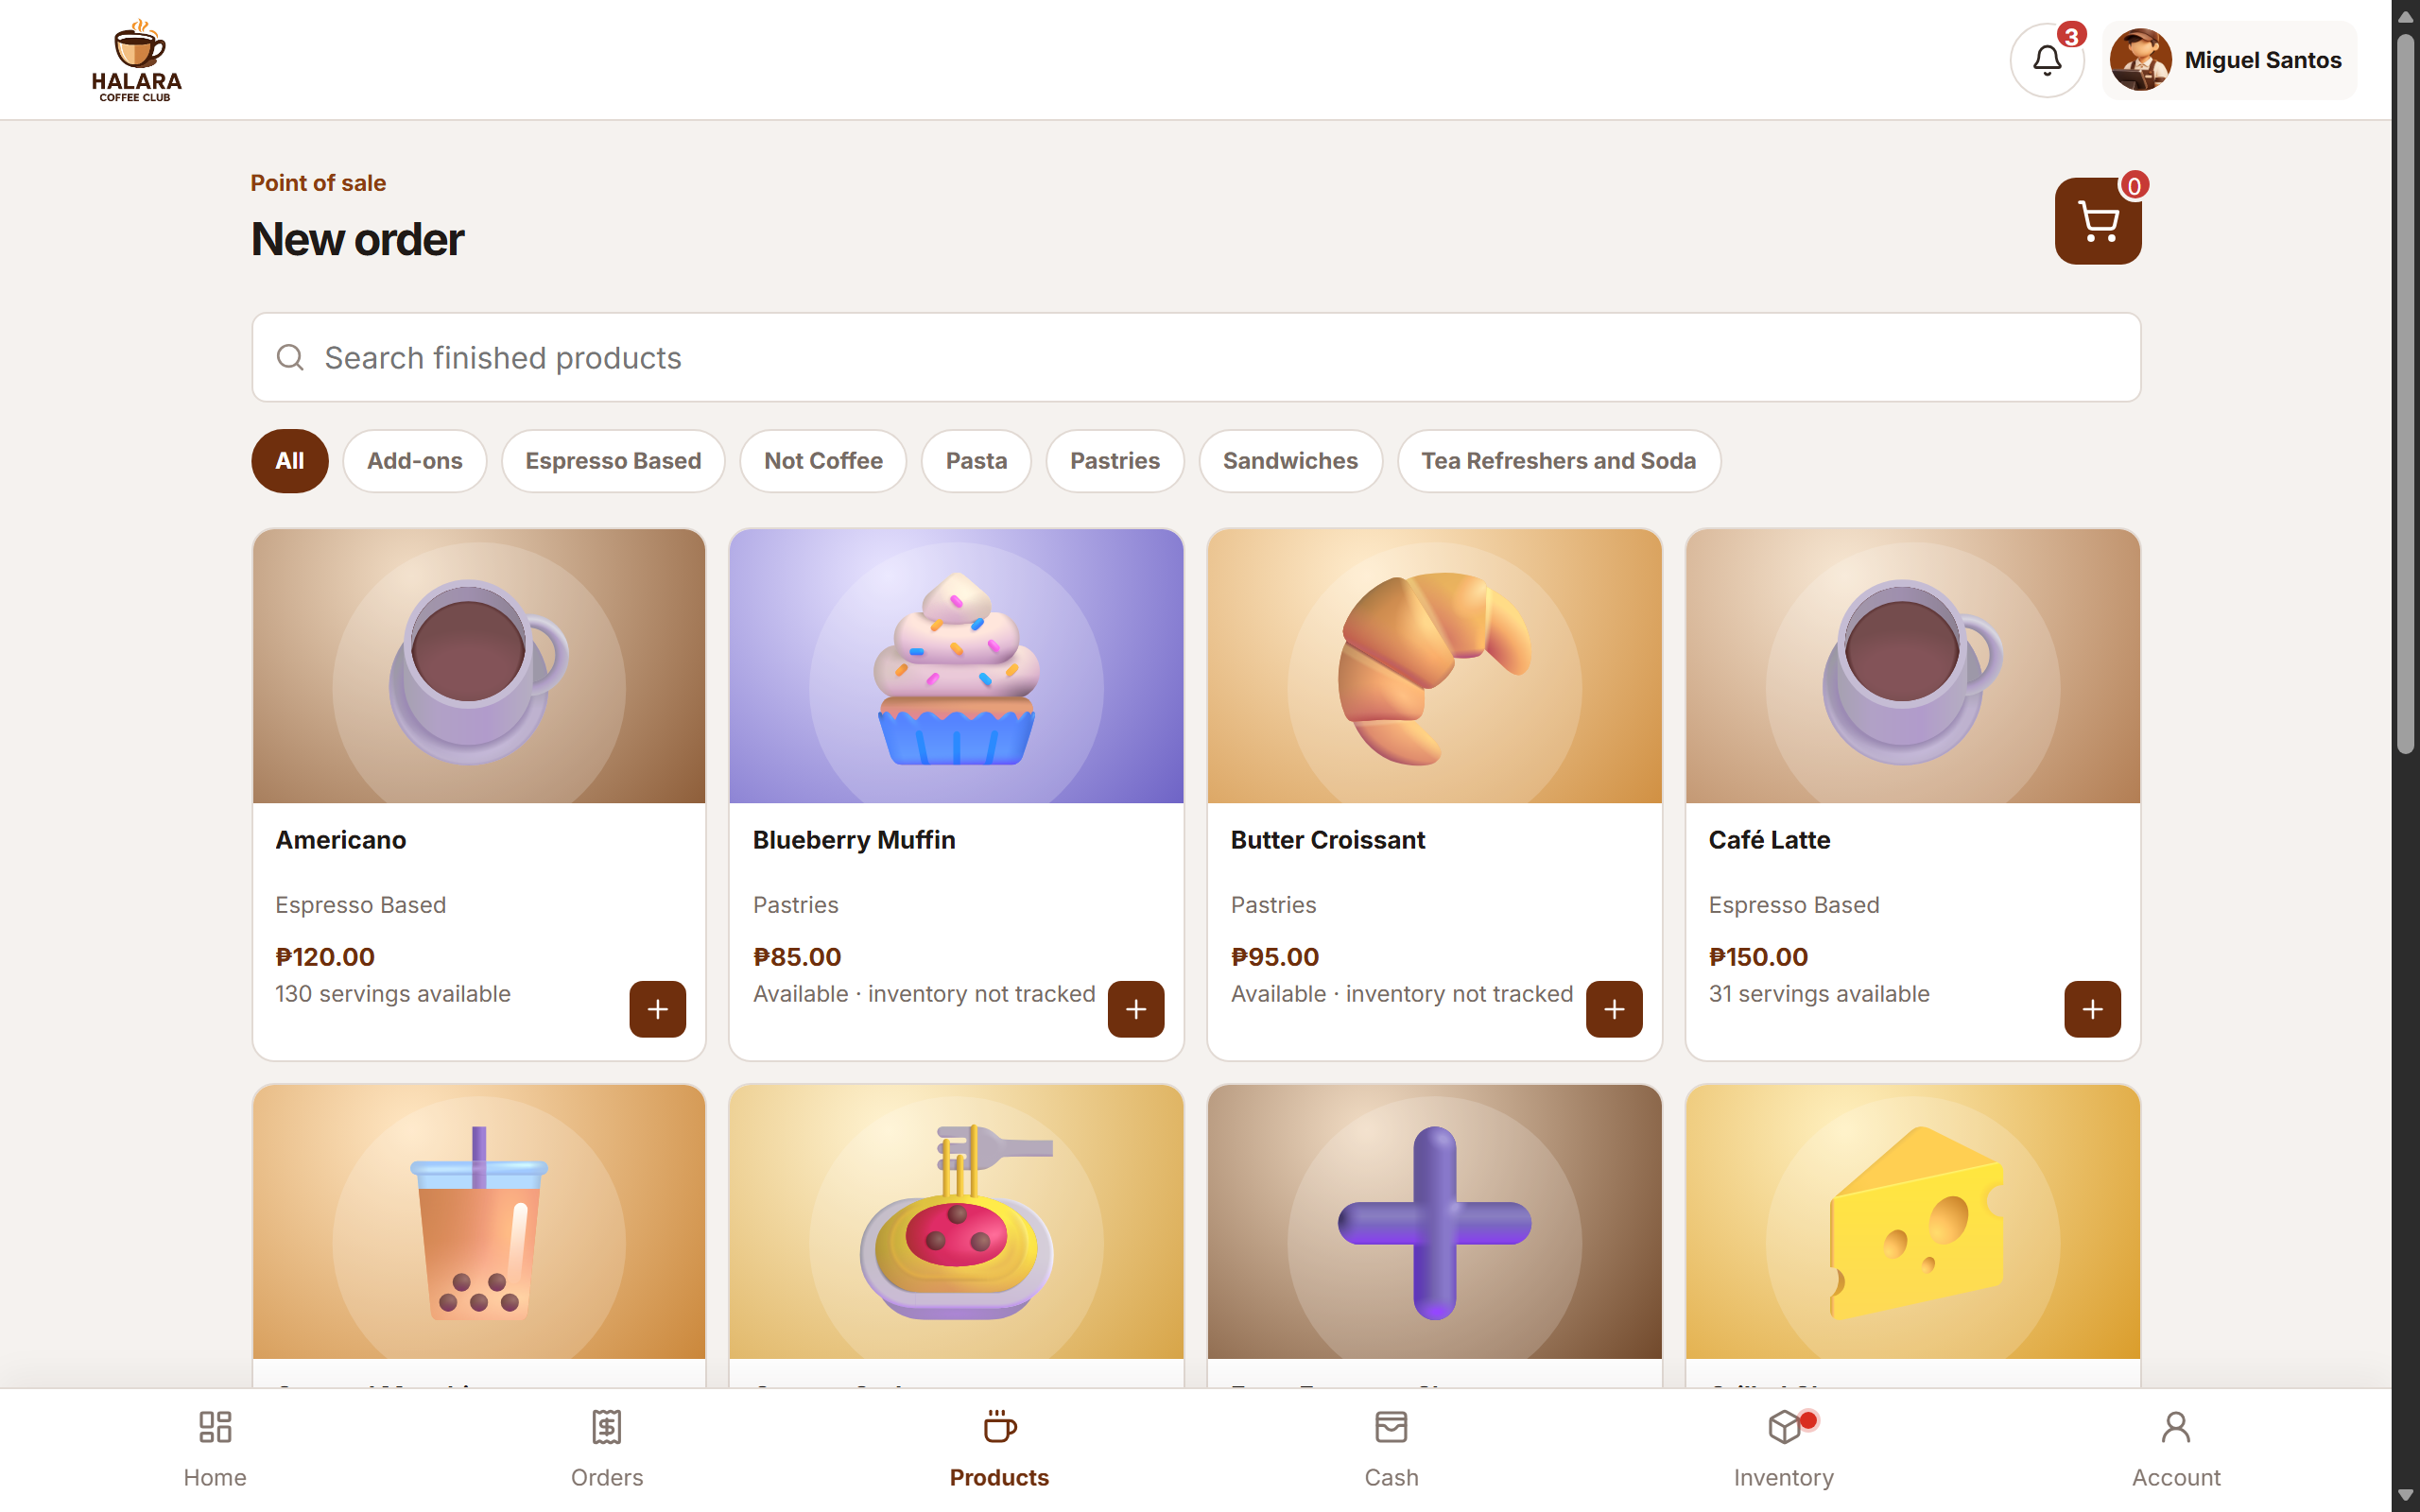 HALARA
COFFEE CLUB
3
Miguel Santos
Point of sale
New order
0
Search finished products
All
Add-ons
Espresso Based
Not Coffee
Pasta
Pastries
Sandwiches
Tea Refreshers and Soda
Americano
Espresso Based
₱120.00
130 servings available
Blueberry Muffin
Pastries
₱85.00
Available · inventory not tracked
Butter Croissant
Pastries
₱95.00
Available · inventory not tracked
Café Latte
Espresso Based
₱150.00
31 servings available
Home
Orders
Products
Cash
Inventory
Account